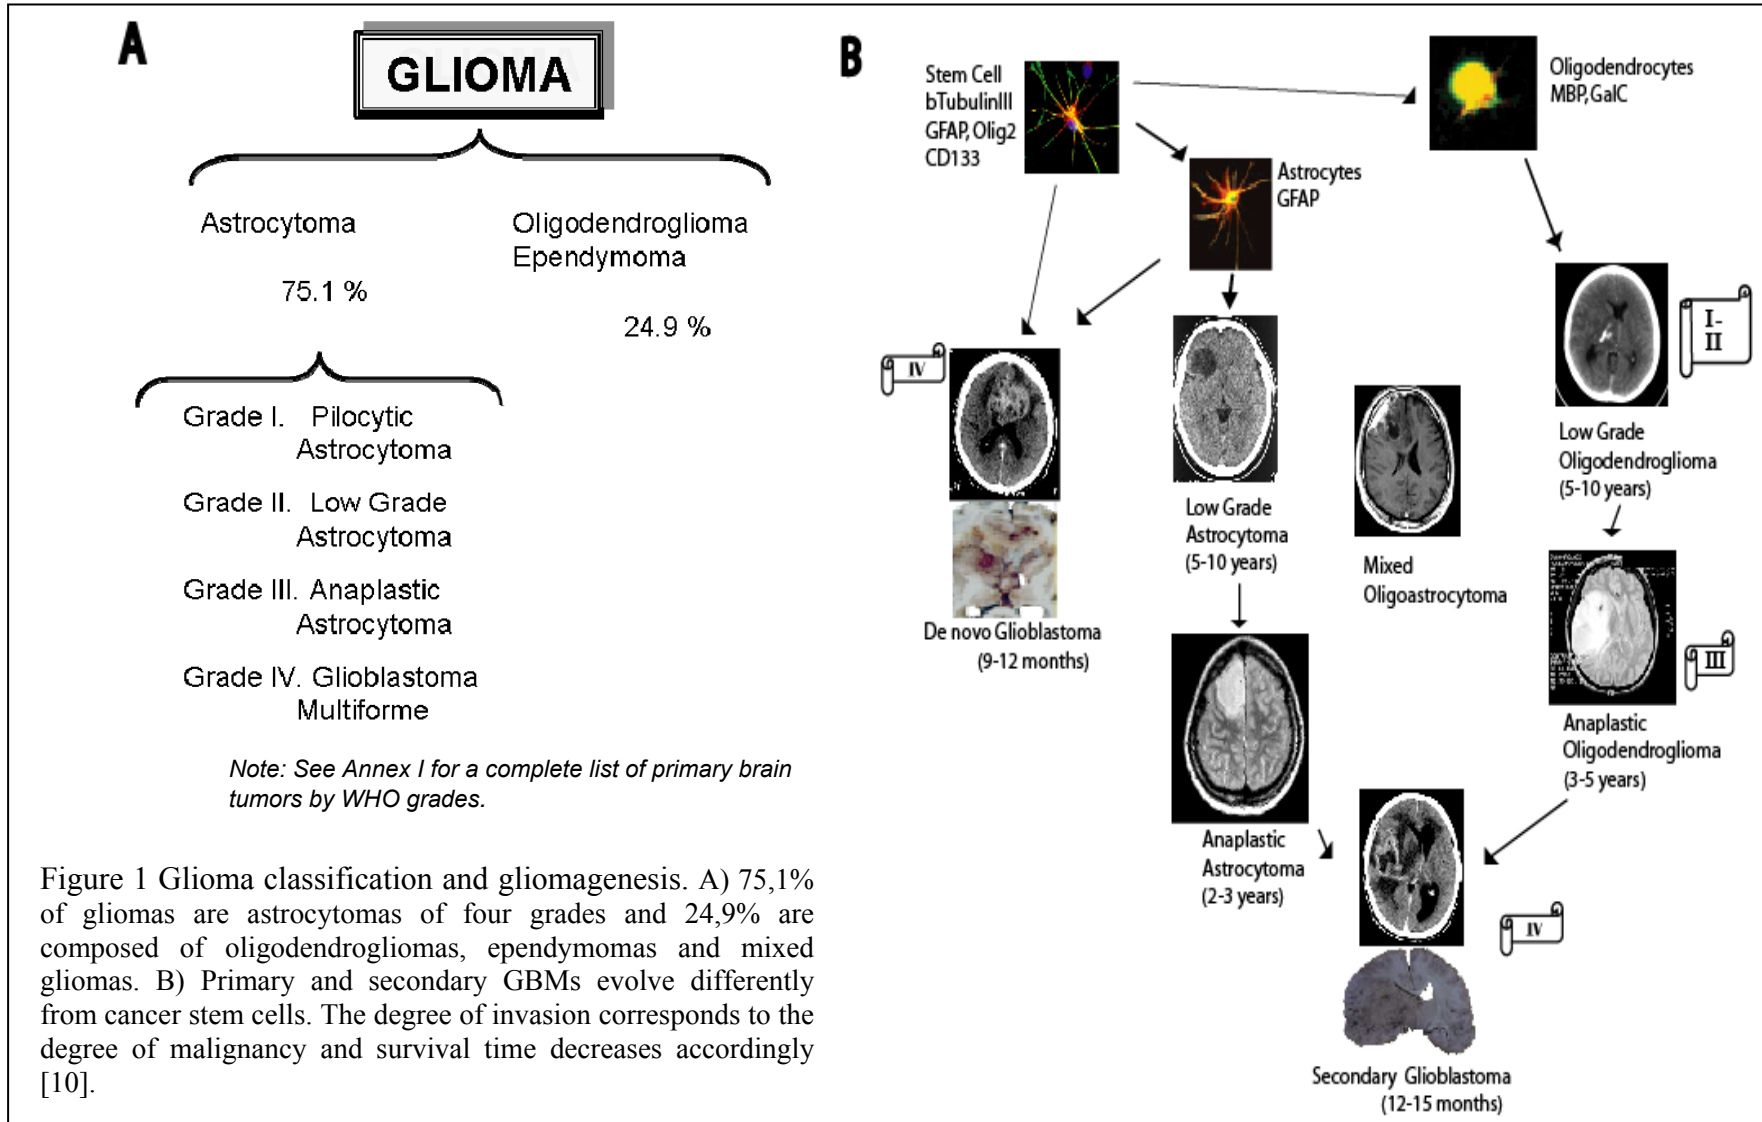 A
GLIOMA
Astrocytoma
75.1 %
Oligodendroglioma
Ependymoma
24.9 %
Grade I. Pilocytic
Astrocytoma
Grade II. Low Grade
Astrocytoma
Grade III. Anaplastic
Astrocytoma
Grade IV. Glioblastoma
Multiforme
Note: See Annex I for a complete list of primary brain
tumors by WHO grades.
Figure 1 Glioma classification and gliomagenesis. A) 75,1%
of gliomas are astrocytomas of four grades and 24,9% are
composed of oligodendrogliomas, ependymomas and mixed
gliomas. B) Primary and secondary GBMs evolve differently
from cancer stem cells. The degree of invasion corresponds to the
degree of malignancy and survival time decreases accordingly
[10].
B
Stem Cell
bTubulinIII
GFAP, Olig2
CD133
Oligodendrocytes
MBP,GalC
Astrocytes
GFAP
IV
De novo Glioblastoma
(9-12 months)
Low Grade
Astrocytoma
(5-10 years)
Mixed
Oligoastrocytoma
I-
II
Low Grade
Oligodendroglioma
(5-10 years)
III
Anaplastic
Oligodendroglioma
(3-5 years)
Anaplastic
Astrocytoma
(2-3 years)
IV
Secondary Glioblastoma
(12-15 months)